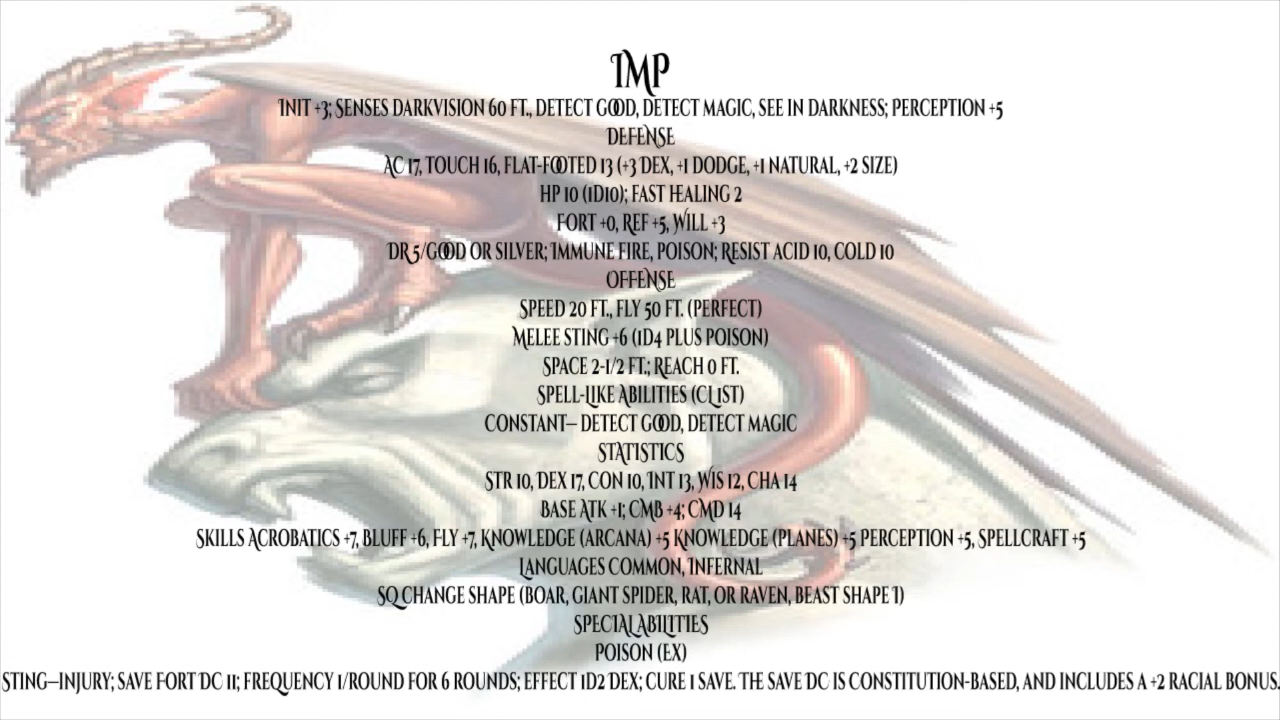 IMP
INIT +3; SENSES DARKVISION 60 FT., DETECT GOOD, DETECT MAGIC, SEE IN DARKNESS; PERCEPTION +5
DEFENSE
AC 17, TOUCH 16, FLAT-FOOTED 13 (+3 DEX, +1 DODGE, +1 NATURAL, +2 SIZE)
HP 10 (1D10); FAST HEALING 2
FORT +0, REF +5, WILL +3
DR 5/GOOD OR SILVER; IMMUNE FIRE, POISON; RESIST ACID 10, COLD 10
OFFENSE
SPEED 20 FT., FLY 50 FT. (PERFECT)
MELEE STING +6 (1D4 PLUS POISON)
SPACE 2-1/2 FT.; REACH 0 FT.
SPELL-LIKE ABILITIES (CL 1ST)
CONSTANT— DETECT GOOD, DETECT MAGIC
STATISTICS
STR 10, DEX 17, CON 10, INT 13, WIS 12, CHA 14
BASE ATK +1; CMB +4; CMD 14
SKILLS ACROBATICS +7, BLUFF +6, FLY +7, KNOWLEDGE (ARCANA) +5 KNOWLEDGE (PLANES) +5 PERCEPTION +5, SPELLCRAFT +5
LANGUAGES COMMON, INFERNAL
SQ CHANGE SHAPE (BOAR, GIANT SPIDER, RAT, OR RAVEN, BEAST SHAPE I)
SPECIAL ABILITIES
POISON (EX)
STING—INJURY; SAVE FORT DC 11; FREQUENCY 1/ROUND FOR 6 ROUNDS; EFFECT 1D2 DEX; CURE 1 SAVE. THE SAVE DC IS CONSTITUTION-BASED, AND INCLUDES A +2 RACIAL BONUS.